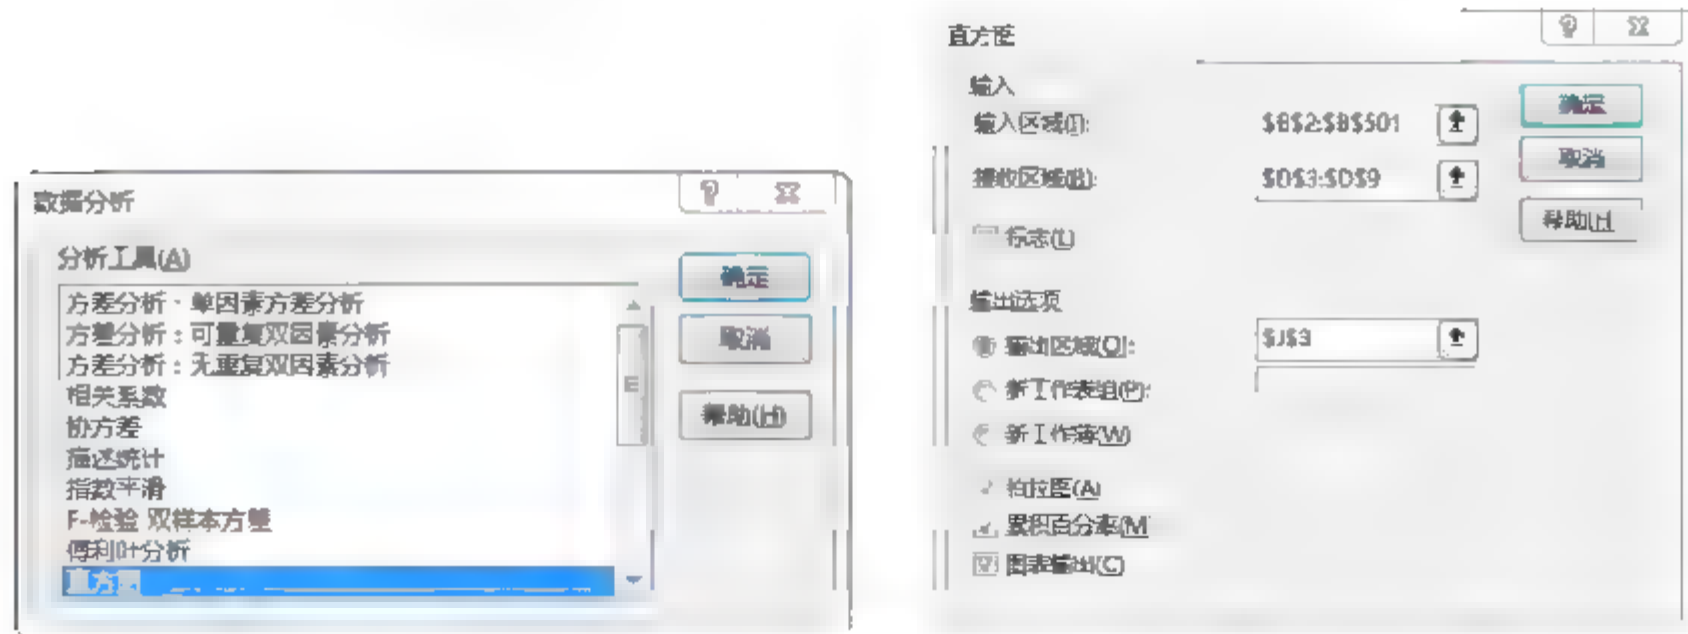 数据分析
分析工具(A)
方差分析：单因素方差分析
方差分析：可重复双因素分析
方差分析：无重复双因素分析
相关系数
协方差
描述统计
指数平滑
F-检验 双样本方差
傅利叶分析
直方图
确定
取消
帮助(H)
直方图
输入
输入区域(I):
$B$2:$B$501
接收区域(B):
$D$3:$D$9
标志(L)
输出选项
输出区域(O):
$J$3
新工作表组(P):
新工作薄(W)
柏拉图(A)
累积百分率(M)
图表输出(C)
确定
取消
帮助(H)